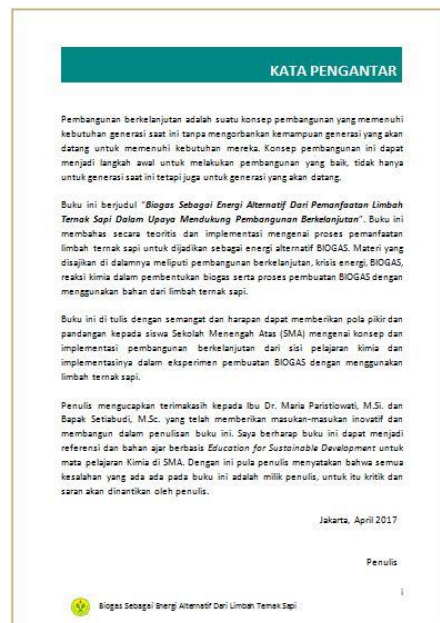 KATA PENGANTAR
Pembangunan berkelanjutan adalah suatu konsep pembangunan yang memenuhi
kebutuhan generasi saat ini tanpa mengorbankan kemampuan generasi yang akan
datang untuk memenuhi kebutuhan mereka. Konsep pembangunan ini dapat
menjadi langkah awal untuk melakukan pembangunan yang baik, tidak hanya
untuk generasi saat ini tetapi juga untuk generasi yang akan datang.
Buku ini berjudul "Biogas Sebagai Energi Alternatif Dari Pemanfaatan Limbah
Ternak Sapi Dalam Upaya Mendukung Pembangunan Berkelanjutan". Buku ini
membahas secara teoritis dan implementasi mengenai proses pemanfaatan
limbah ternak sapi untuk dijadikan sebagai energi alternatif BIOGAS. Materi yang
disajikan di dalamnya meliputi pembangunan berkelanjutan, krisis energi, BIOGAS,
reaksi kimia dalam pembentukan biogas serta proses pembuatan BIOGAS dengan
menggunakan bahan dari limbah ternak sapi.
Buku ini di tulis dengan semangat dan harapan dapat memberikan pola pikir dan
pandangan kepada siswa Sekolah Menengah Atas (SMA) mengenai konsep dan
implementasi pembangunan berkelanjutan dari sisi pelajaran kimia dan
implementasinya dalam eksperimen pembuatan BIOGAS dengan menggunakan
limbah ternak sapi.
Penulis mengucapkan terimakasih kepada Ibu Dr. Maria Paristiowati, M.Si. dan
Bapak Setiabudi, M.Sc. yang telah memberikan masukan-masukan inovatif dan
membangun dalam penulisan buku ini. Saya berharap buku ini dapat menjadi
referensi dan bahan ajar berbasis Education for Sustainable Development untuk
mata pelajaran Kimia di SMA. Dengan ini pula penulis menyatakan bahwa semua
kesalahan yang ada ada pada buku ini adalah milik penulis, untuk itu kritik dan
saran akan dinantikan oleh penulis.
Jakarta, April 2017
Penulis
i
Biogas Sebagai Energi Alternatif Dari Limbah Ternak Sapi